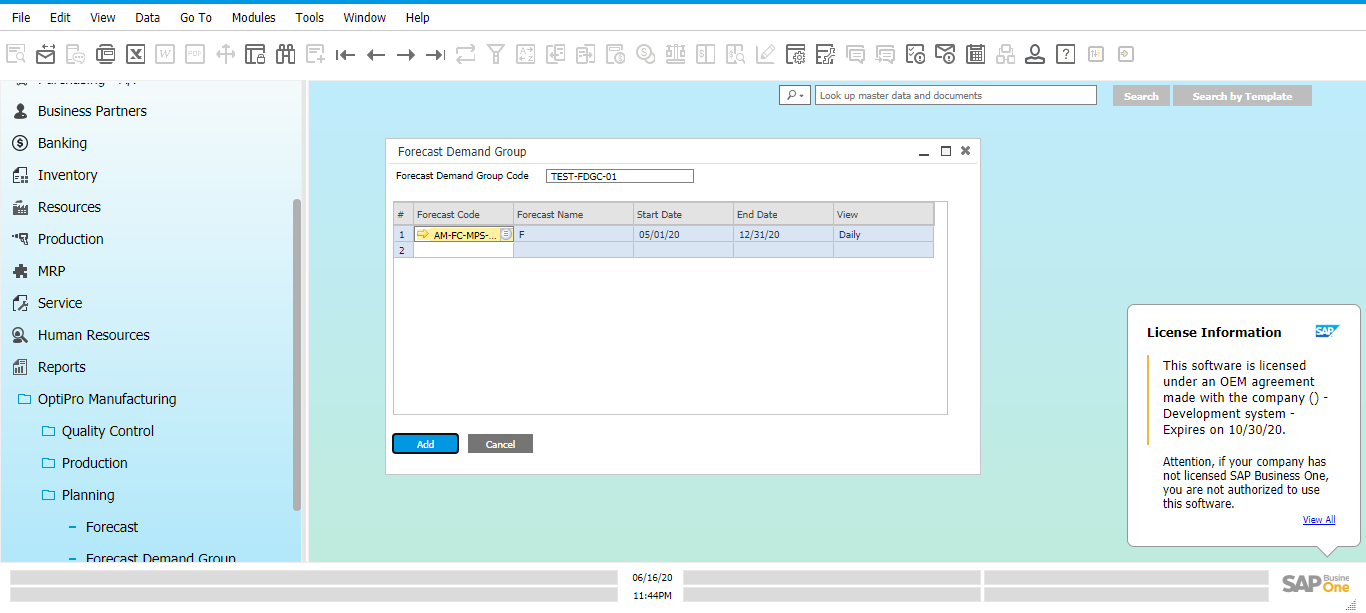 File Edit View Data Go To Modules Tools Window Help
Look up master data and documents
Search
Search by Template
Business Partners
Banking
Inventory
Resources
Production
MRP
Service
Human Resources
Reports
OptiPro Manufacturing
Quality Control
Production
Planning
Forecast
Forecast Demand Group
Forecast Demand Group
Forecast Demand Group Code TEST-FDGC-01
# Forecast Code Forecast Name Start Date End Date View
1 AM-FC-MPS-... F 05/01/20 12/31/20 Daily
2
Add Cancel
License Information SAP
This software is licensed
under an OEM agreement
made with the company () -
Development system -
Expires on 10/30/20.
Attention, if your company has
not licensed SAP Business One,
you are not authorized to use
this software.
View All
06/16/20
11:44PM
SAP Busine
One